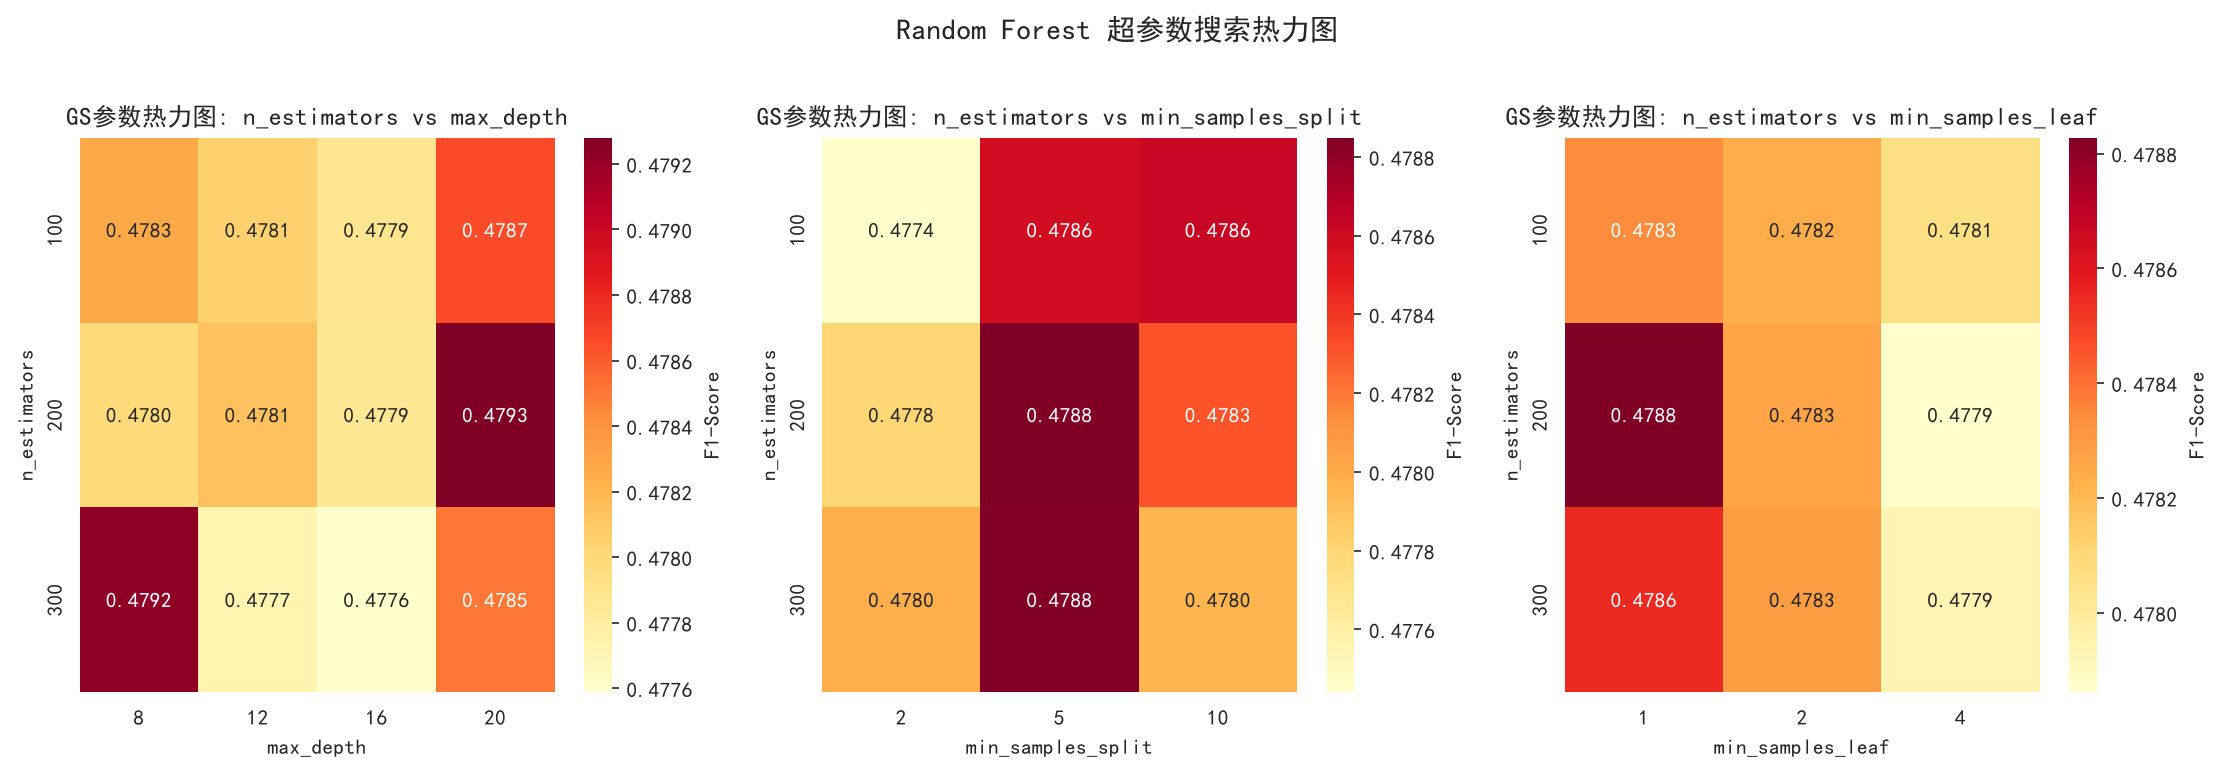 Random Forest 超参数搜索热力图
GS参数热力图: n_estimators vs max_depth
n_estimators
100
200
300
0.4783 0.4781 0.4779 0.4787
0.4780 0.4781 0.4779 0.4793
0.4792 0.4777 0.4776 0.4785
8 12 16 20
max_depth
0.4792
0.4790
0.4788
0.4786
0.4784
0.4782
0.4780
0.4778
0.4776
F1-Score
GS参数热力图: n_estimators vs min_samples_split
n_estimators
100
200
300
0.4774 0.4786 0.4786
0.4778 0.4788 0.4783
0.4780 0.4788 0.4780
2 5 10
min_samples_split
0.4788
0.4786
0.4784
0.4782
0.4780
0.4778
0.4776
F1-Score
GS参数热力图: n_estimators vs min_samples_leaf
n_estimators
100
200
300
0.4783 0.4782 0.4781
0.4788 0.4783 0.4779
0.4786 0.4783 0.4779
1 2 4
min_samples_leaf
0.4788
0.4786
0.4784
0.4782
0.4780
F1-Score